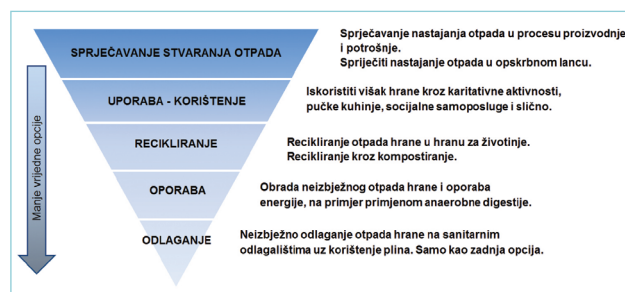 Manje vrijedne opcije
SPRJEČAVANJE STVARANJA OTPADA
Sprječavanje nastajanja otpada u procesu proizvodnje
i potrošnje.
Spriječiti nastajanje otpada u opskrbnom lancu.
UPORABA - KORIŠTENJE
Iskoristiti višak hrane kroz karitativne aktivnosti,
pučke kuhinje, socijalne samoposluge i slično.
RECIKLIRANJE
Recikliranje otpada hrane u hranu za životinje.
Recikliranje kroz kompostiranje.
OPORABA
Obrada neizbježnog otpada hrane i oporaba
energije, na primjer primjenom anaerobne digestije.
ODLAGANJE
Neizbježno odlaganje otpada hrane na sanitarnim
odlagalištima uz korištenje plina. Samo kao zadnja opcija.